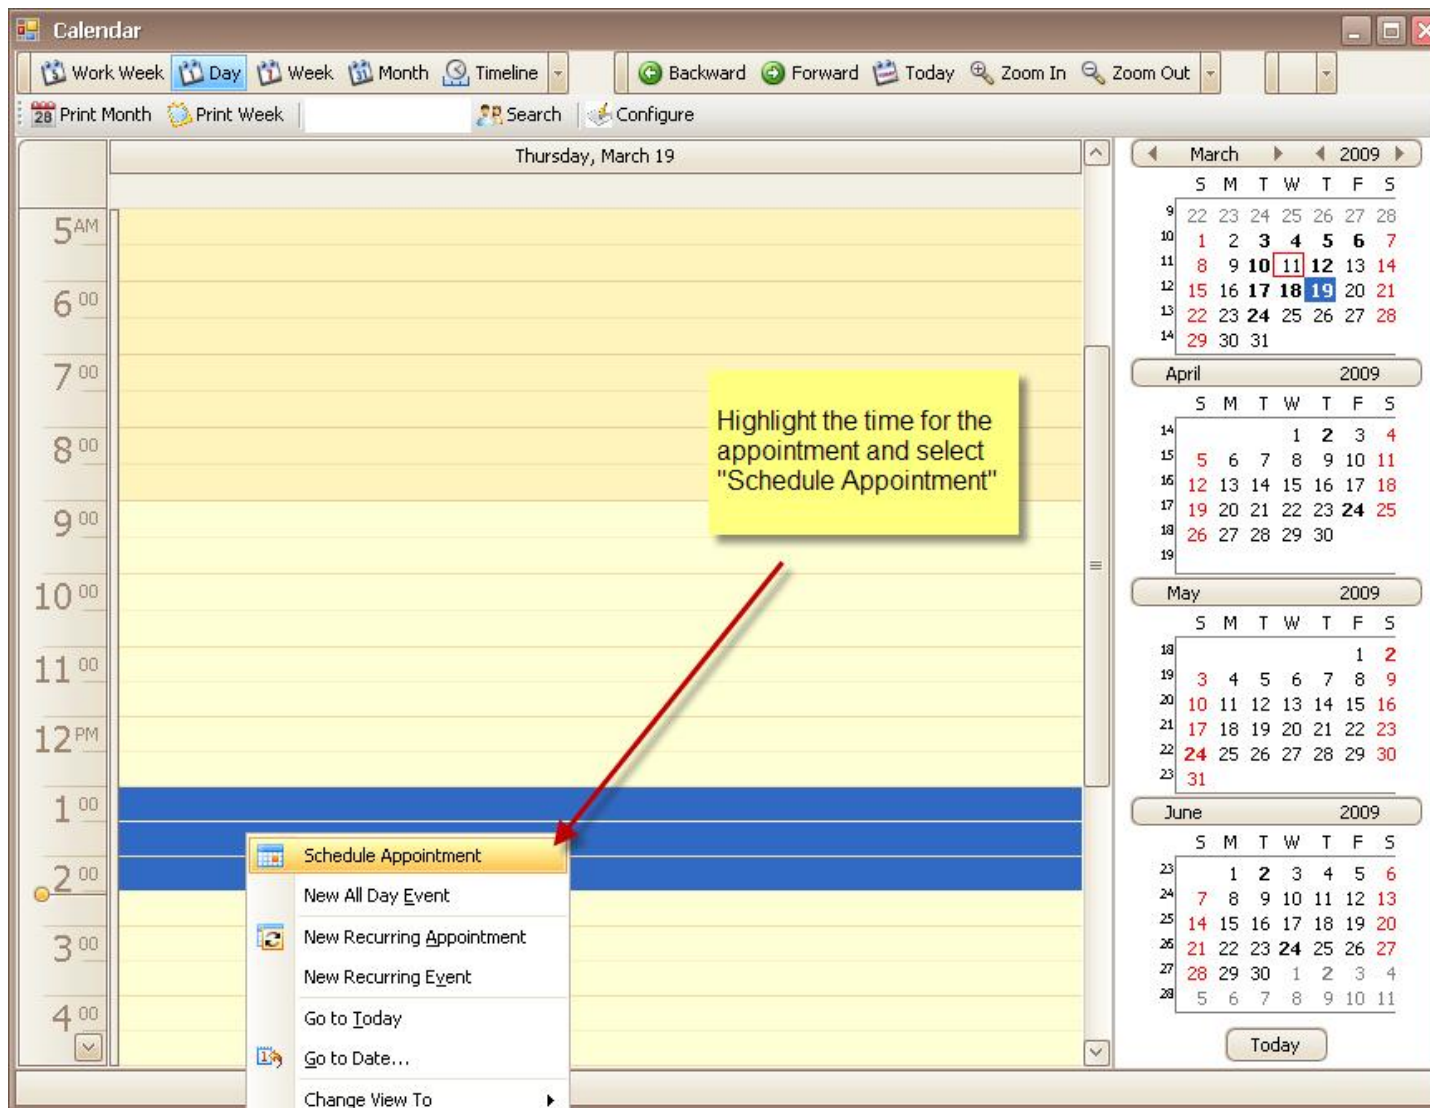 Calendar
Work Week Day Week Month Timeline Backward Forward Today Zoom In Zoom Out
28 Print Month Print Week Search Configure
Thursday, March 19
5 AM
6 00
7 00
8 00
9 00
10 00
11 00
12 PM
1 00
2 00
3 00
4 00
Highlight the time for the
appointment and select
"Schedule Appointment"
Schedule Appointment
New All Day Event
New Recurring Appointment
New Recurring Event
Go to Today
Go to Date...
Change View To
March 2009
S M T W T F S
9 22 23 24 25 26 27 28
10 1 2 3 4 5 6 7
11 8 9 10 11 12 13 14
12 15 16 17 18 19 20 21
13 22 23 24 25 26 27 28
14 29 30 31
April 2009
S M T W T F S
14 1 2 3 4
15 5 6 7 8 9 10 11
16 12 13 14 15 16 17 18
17 19 20 21 22 23 24 25
18 26 27 28 29 30
19
May 2009
S M T W T F S
18 1 2
19 3 4 5 6 7 8 9
20 10 11 12 13 14 15 16
21 17 18 19 20 21 22 23
22 24 25 26 27 28 29 30
23 31
June 2009
S M T W T F S
23 1 2 3 4 5 6
24 7 8 9 10 11 12 13
25 14 15 16 17 18 19 20
26 21 22 23 24 25 26 27
27 28 29 30 1 2 3 4
28 5 6 7 8 9 10 11
Today